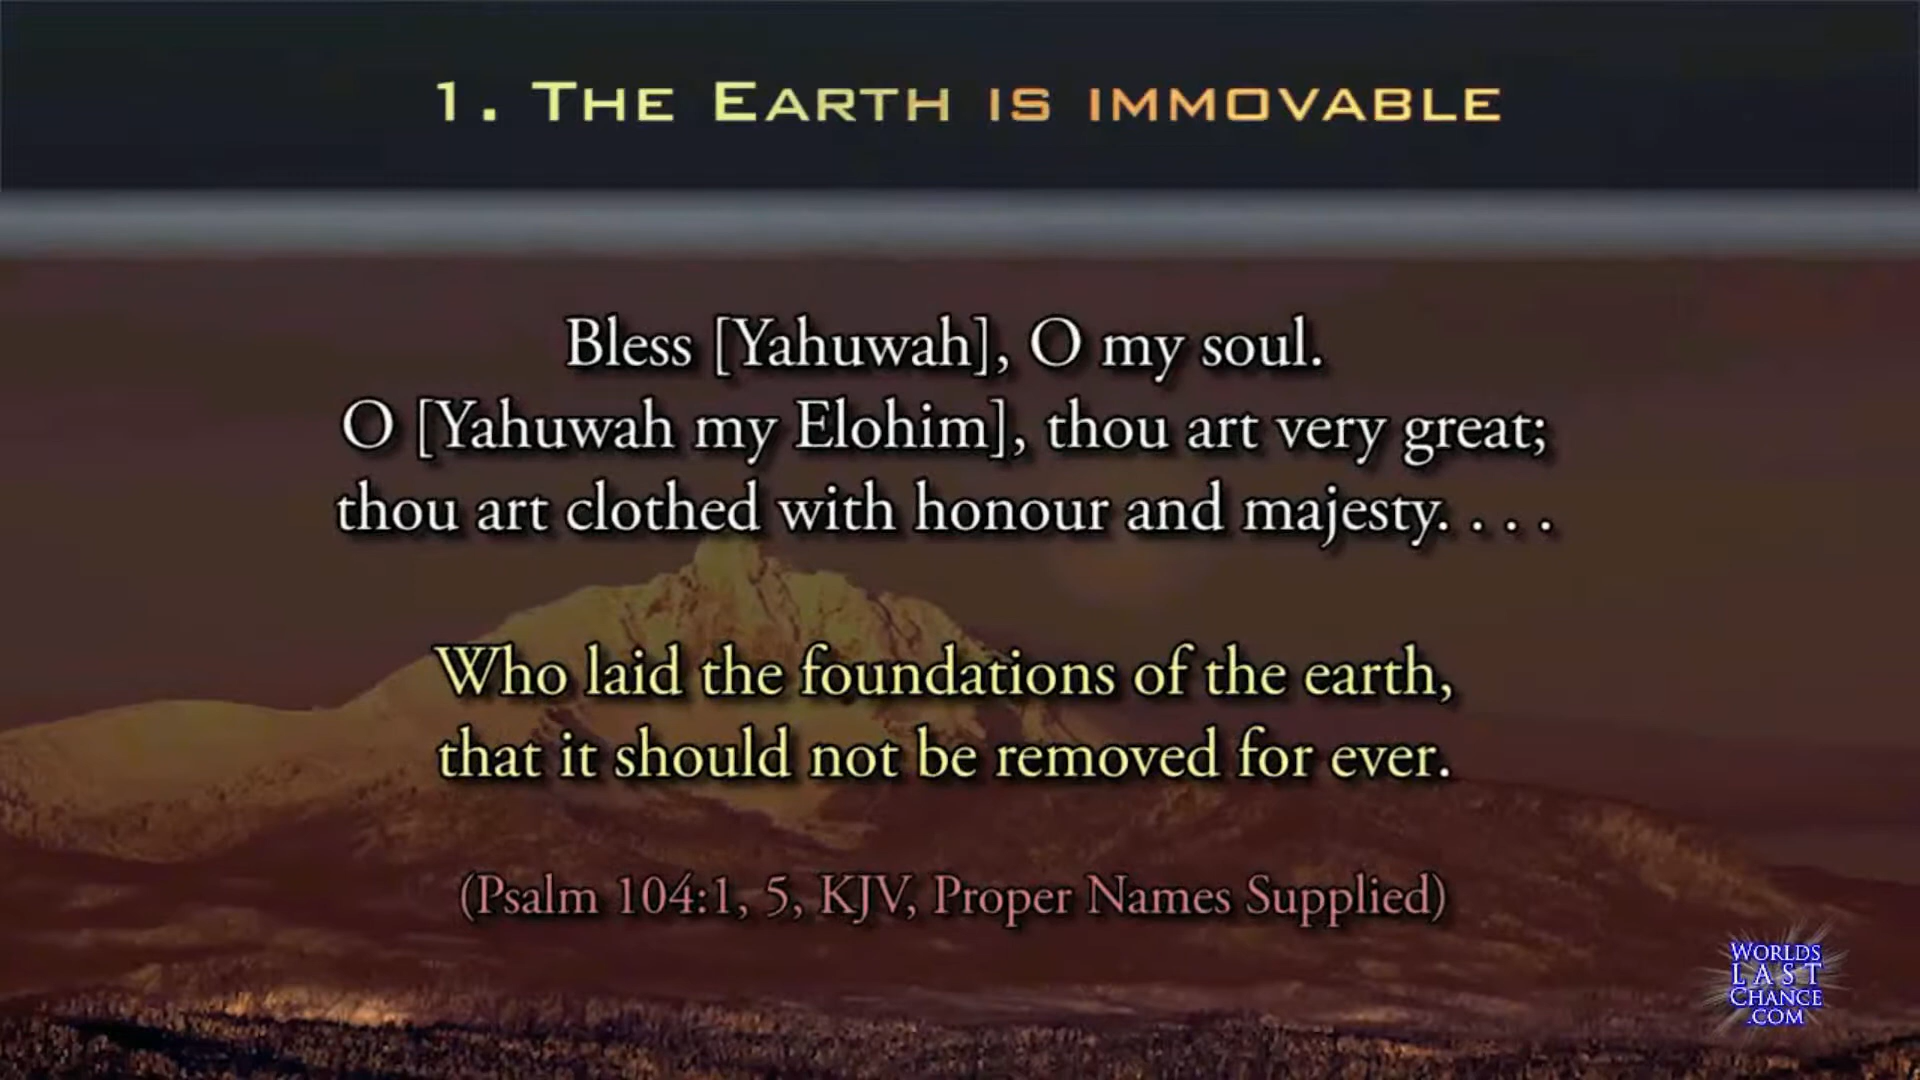 1. The Earth is immovable
Bless [Yahuwah], O my soul.
O [Yahuwah my Elohim], thou art very great;
thou art clothed with honour and majesty. . . .
Who laid the foundations of the earth,
that it should not be removed for ever.
(Psalm 104:1, 5, KJV, Proper Names Supplied)
Worlds
Last
Chance
.com